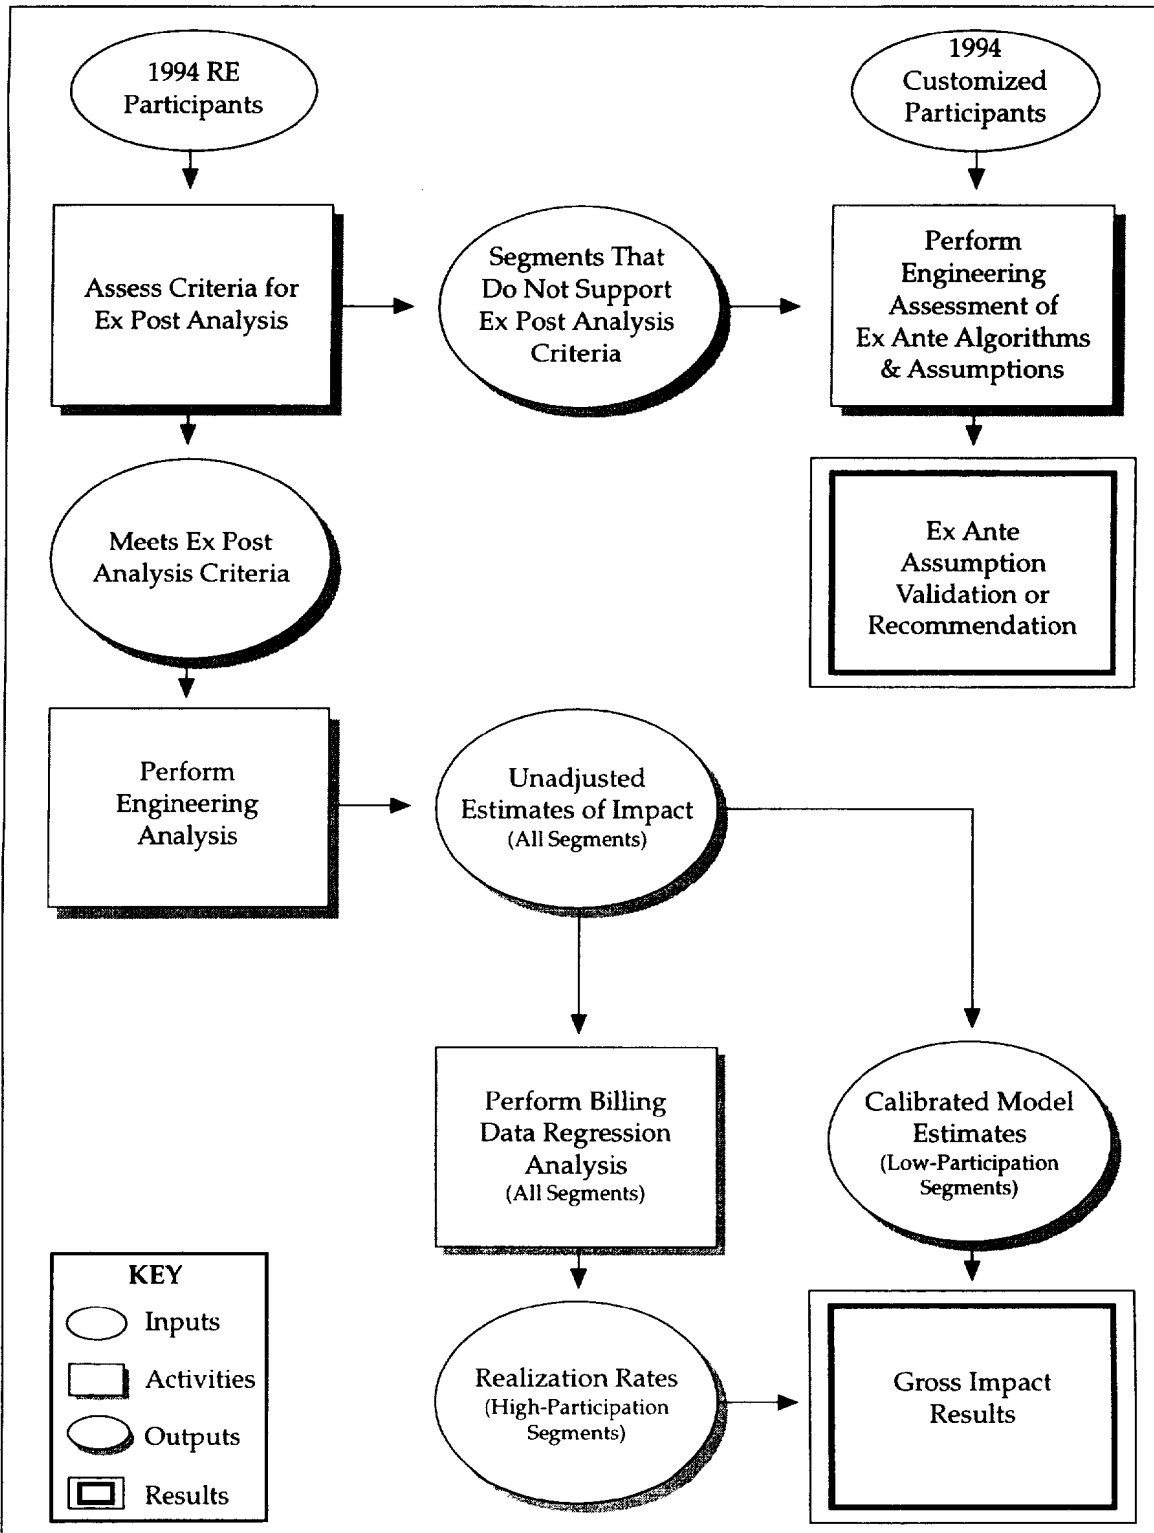 1994 RE
Participants
1994
Customized
Participants
Assess Criteria for
Ex Post Analysis
Segments That
Do Not Support
Ex Post Analysis
Criteria
Perform
Engineering
Assessment of
Ex Ante Algorithms
& Assumptions
Meets Ex Post
Analysis Criteria
Ex Ante
Assumption
Validation or
Recommendation
Perform
Engineering
Analysis
Unadjusted
Estimates of Impact
(All Segments)
Perform Billing
Data Regression
Analysis
(All Segments)
Calibrated Model
Estimates
(Low-Participation
Segments)
Realization Rates
(High-Participation
Segments)
Gross Impact
Results
KEY
Inputs
Activities
Outputs
Results